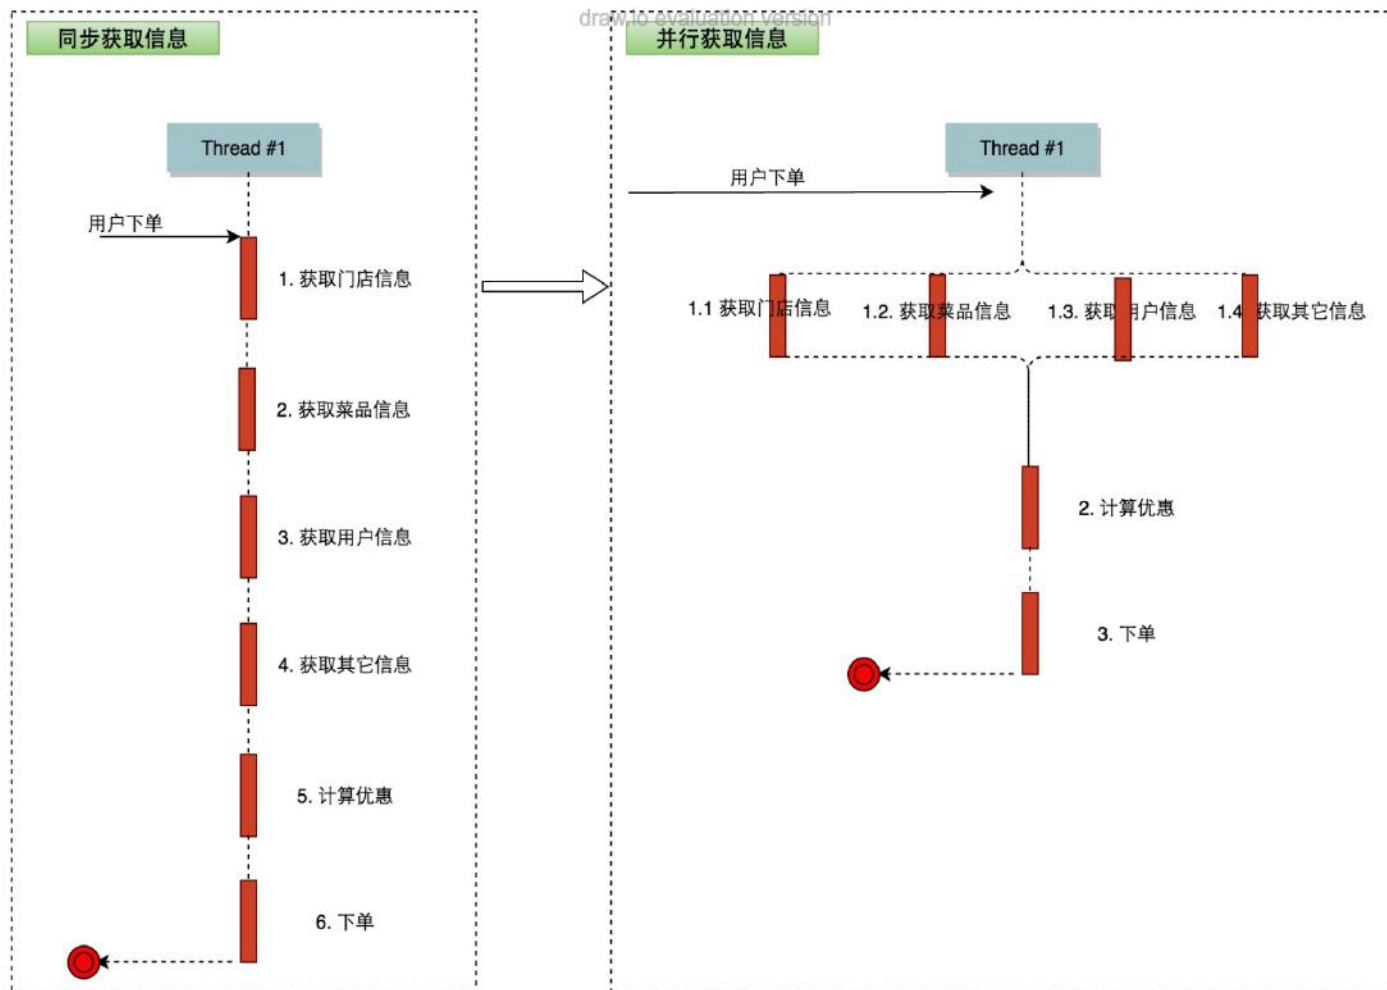 draw.io evaluation version
同步获取信息
Thread #1
用户下单
1. 获取门店信息
2. 获取菜品信息
3. 获取用户信息
4. 获取其它信息
5. 计算优惠
6. 下单
并行获取信息
Thread #1
用户下单
1.1 获取门店信息
1.2. 获取菜品信息
1.3. 获取用户信息
1.4 获取其它信息
2. 计算优惠
3. 下单